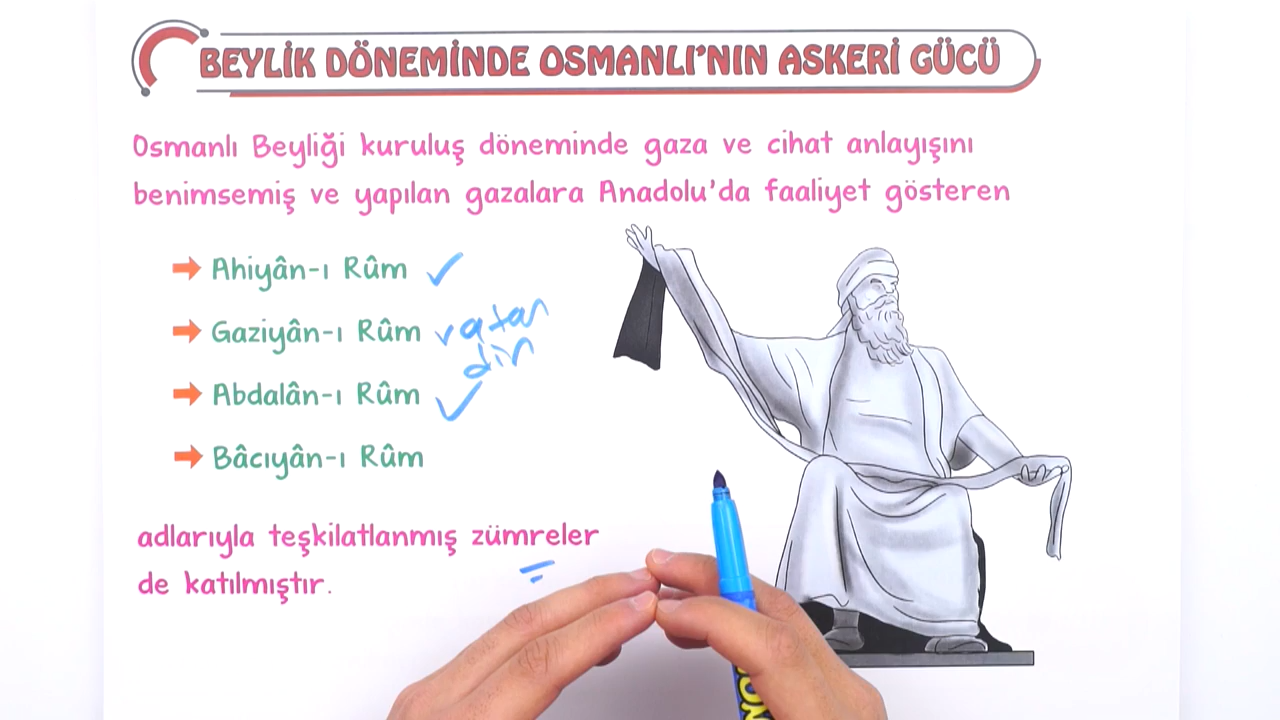 BEYLİK DÖNEMİNDE OSMANLI'NIN ASKERİ GÜCÜ
Osmanlı Beyliği kuruluş döneminde gaza ve cihat anlayışını
benimsemiş ve yapılan gazalara Anadolu'da faaliyet gösteren
Ahiyân-ı Rûm
Gaziyân-ı Rûm vatan
din
Abdalân-ı Rûm
Bâcıyân-ı Rûm
adlarıyla teşkilatlanmış zümreler
de katılmıştır.